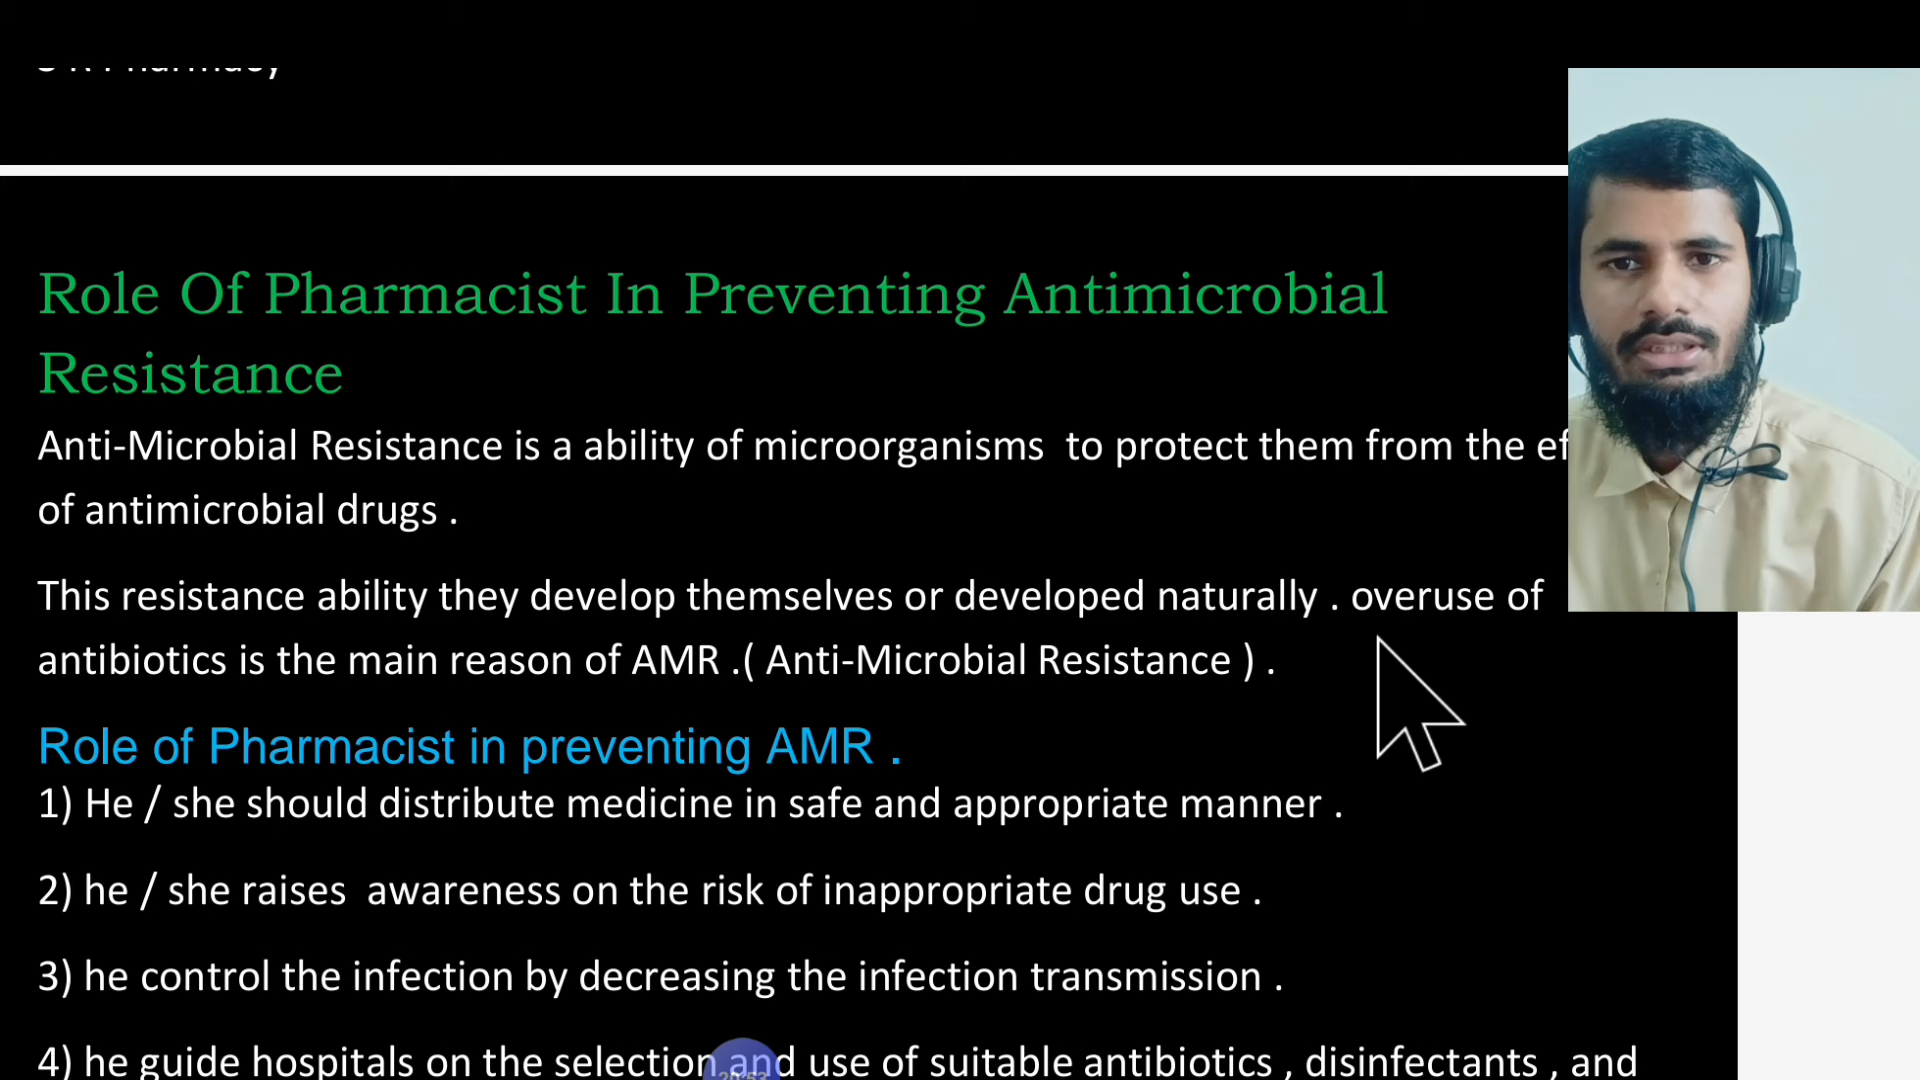 Pharmacy
Role Of Pharmacist In Preventing Antimicrobial
Resistance
Anti-Microbial Resistance is a ability of microorganisms to protect them from the
of antimicrobial drugs .
This resistance ability they develop themselves or developed naturally . overuse of
antibiotics is the main reason of AMR .( Anti-Microbial Resistance ) .
Role of Pharmacist in preventing AMR .
1) He / she should distribute medicine in safe and appropriate manner .
2) he / she raises awareness on the risk of inappropriate drug use .
3) he control the infection by decreasing the infection transmission .
4) he guide hospitals on the selection and use of suitable antibiotics , disinfectants , and